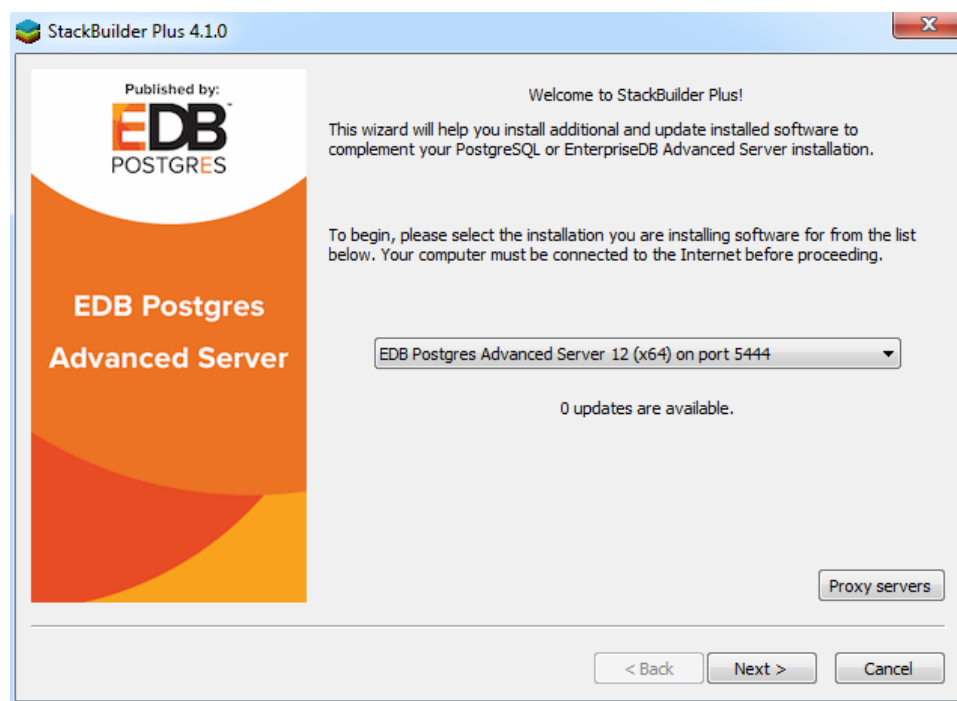 StackBuilder Plus 4.1.0
Published by:
EDB™
POSTGRES
EDB Postgres
Advanced Server
Welcome to StackBuilder Plus!
This wizard will help you install additional and update installed software to
complement your PostgreSQL or EnterpriseDB Advanced Server installation.
To begin, please select the installation you are installing software for from the list
below. Your computer must be connected to the Internet before proceeding.
EDB Postgres Advanced Server 12 (x64) on port 5444
0 updates are available.
Proxy servers
< Back
Next >
Cancel